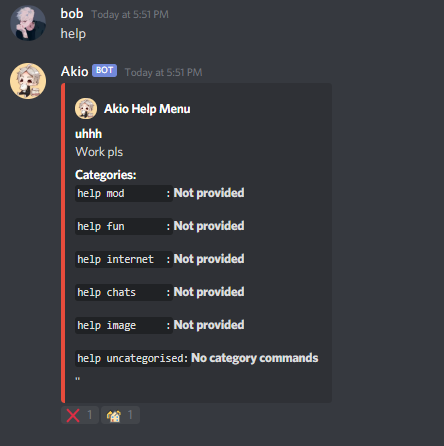 bob Today at 5:51 PM
help
Akio BOT Today at 5:51 PM
Akio Help Menu
uhhh
Work pls
Categories:
help mod       :Not provided
help fun       :Not provided
help internet  :Not provided
help chats     :Not provided
help image     :Not provided
help uncategorised:No category commands
"
1 1